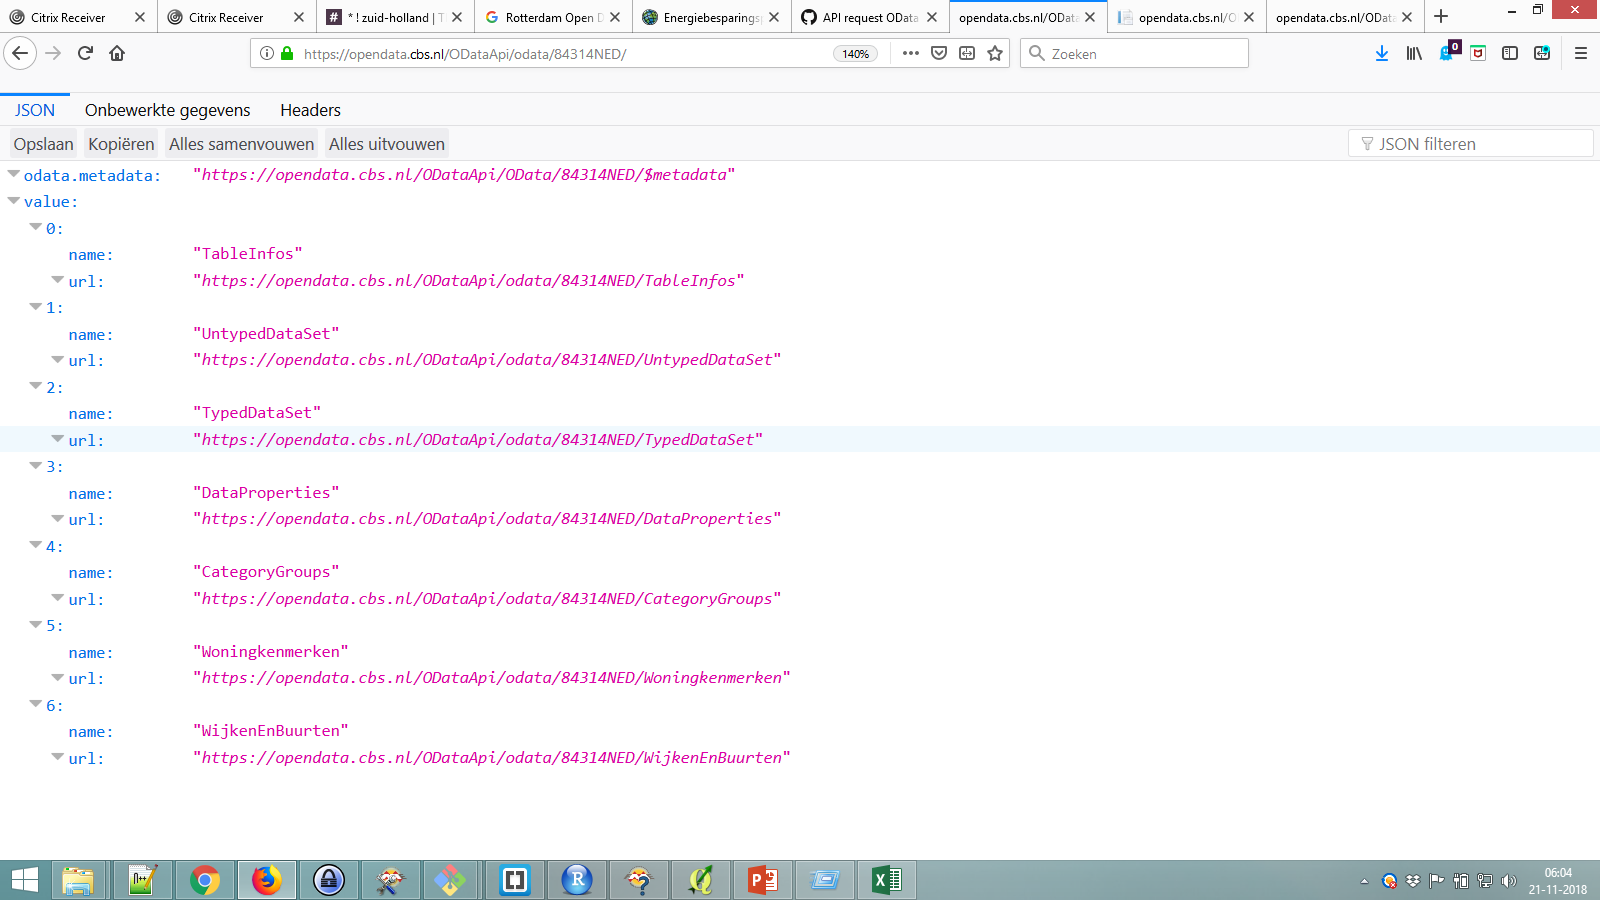 Citrix Receiver
Citrix Receiver
* ! zuid-holland | T
Rotterdam Open D
Energiebesparings
API request OData
opendata.cbs.nl/OData
opendata.cbs.nl/O
opendata.cbs.nl/OData
https://opendata.cbs.nl/ODataApi/odata/84314NED/
140%
Zoeken
0
JSON
Onbewerkte gegevens
Headers
Opslaan
Kopiëren
Alles samenvouwen
Alles uitvouwen
JSON filteren
odata.metadata: "https://opendata.cbs.nl/ODataApi/OData/84314NED/$metadata"
value:
0:
name: "TableInfos"
url: "https://opendata.cbs.nl/ODataApi/odata/84314NED/TableInfos"
1:
name: "UntypedDataSet"
url: "https://opendata.cbs.nl/ODataApi/odata/84314NED/UntypedDataSet"
2:
name: "TypedDataSet"
url: "https://opendata.cbs.nl/ODataApi/odata/84314NED/TypedDataSet"
3:
name: "DataProperties"
url: "https://opendata.cbs.nl/ODataApi/odata/84314NED/DataProperties"
4:
name: "CategoryGroups"
url: "https://opendata.cbs.nl/ODataApi/odata/84314NED/CategoryGroups"
5:
name: "Woningkenmerken"
url: "https://opendata.cbs.nl/ODataApi/odata/84314NED/Woningkenmerken"
6:
name: "WijkenEnBuurten"
url: "https://opendata.cbs.nl/ODataApi/odata/84314NED/WijkenEnBuurten"
06:04
21-11-2018